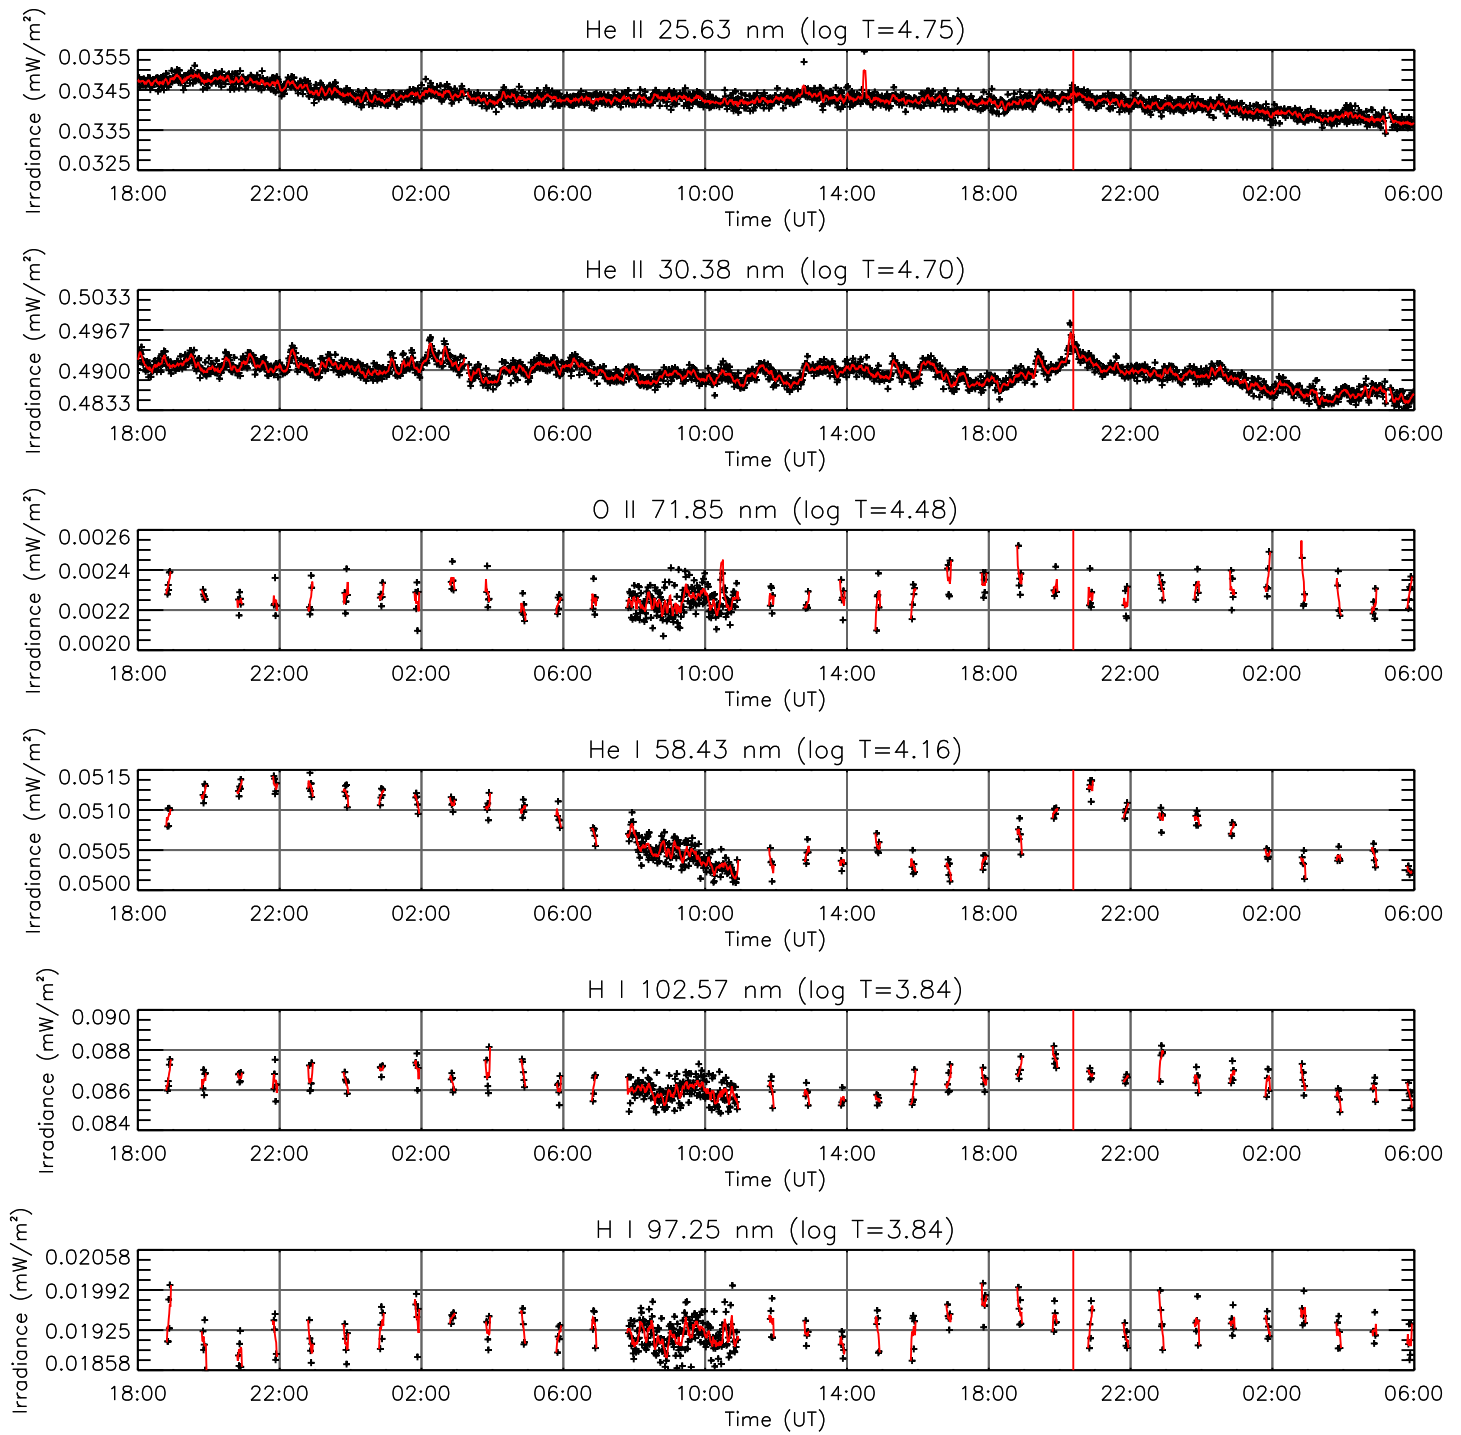 He II 25.63 nm (log T=4.75)
Irradiance (mW/m²)
0.0355
0.0345
0.0335
0.0325
18:00 22:00 02:00 06:00 10:00 14:00 18:00 22:00 02:00 06:00
Time (UT)
He II 30.38 nm (log T=4.70)
Irradiance (mW/m²)
0.5033
0.4967
0.4900
0.4833
18:00 22:00 02:00 06:00 10:00 14:00 18:00 22:00 02:00 06:00
Time (UT)
O II 71.85 nm (log T=4.48)
Irradiance (mW/m²)
0.0026
0.0024
0.0022
0.0020
18:00 22:00 02:00 06:00 10:00 14:00 18:00 22:00 02:00 06:00
Time (UT)
He I 58.43 nm (log T=4.16)
Irradiance (mW/m²)
0.0515
0.0510
0.0505
0.0500
18:00 22:00 02:00 06:00 10:00 14:00 18:00 22:00 02:00 06:00
Time (UT)
H I 102.57 nm (log T=3.84)
Irradiance (mW/m²)
0.090
0.088
0.086
0.084
18:00 22:00 02:00 06:00 10:00 14:00 18:00 22:00 02:00 06:00
Time (UT)
H I 97.25 nm (log T=3.84)
Irradiance (mW/m²)
0.02058
0.01992
0.01925
0.01858
18:00 22:00 02:00 06:00 10:00 14:00 18:00 22:00 02:00 06:00
Time (UT)